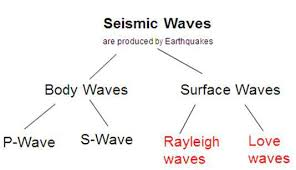 Seismic Waves
are produced by Earthquakes
Body Waves
Surface Waves
P-Wave
S-Wave
Rayleigh
waves
Love
waves